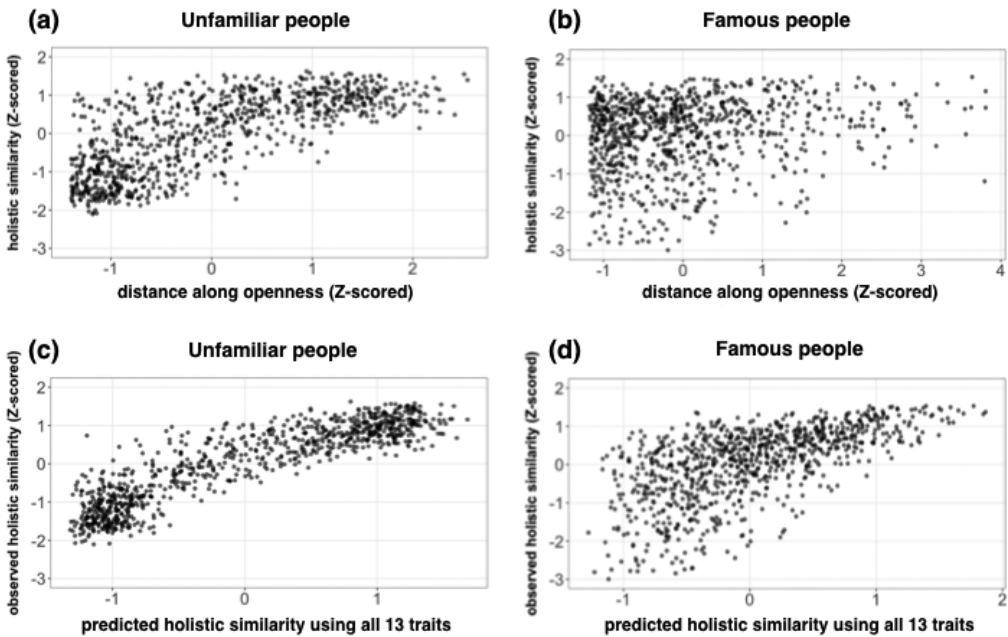 (a) Unfamiliar people
holistic similarity (Z-scored)
2
1
0
-1
-2
-3
-1 0 1 2
distance along openness (Z-scored)
(b) Famous people
holistic similarity (Z-scored)
2
1
0
-1
-2
-3
-1 0 1 2 3 4
distance along openness (Z-scored)
(c) Unfamiliar people
observed holistic similarity (Z-scored)
2
1
0
-1
-2
-3
-1 0 1
predicted holistic similarity using all 13 traits
(d) Famous people
observed holistic similarity (Z-scored)
2
1
0
-1
-2
-3
-1 0 1 2
predicted holistic similarity using all 13 traits